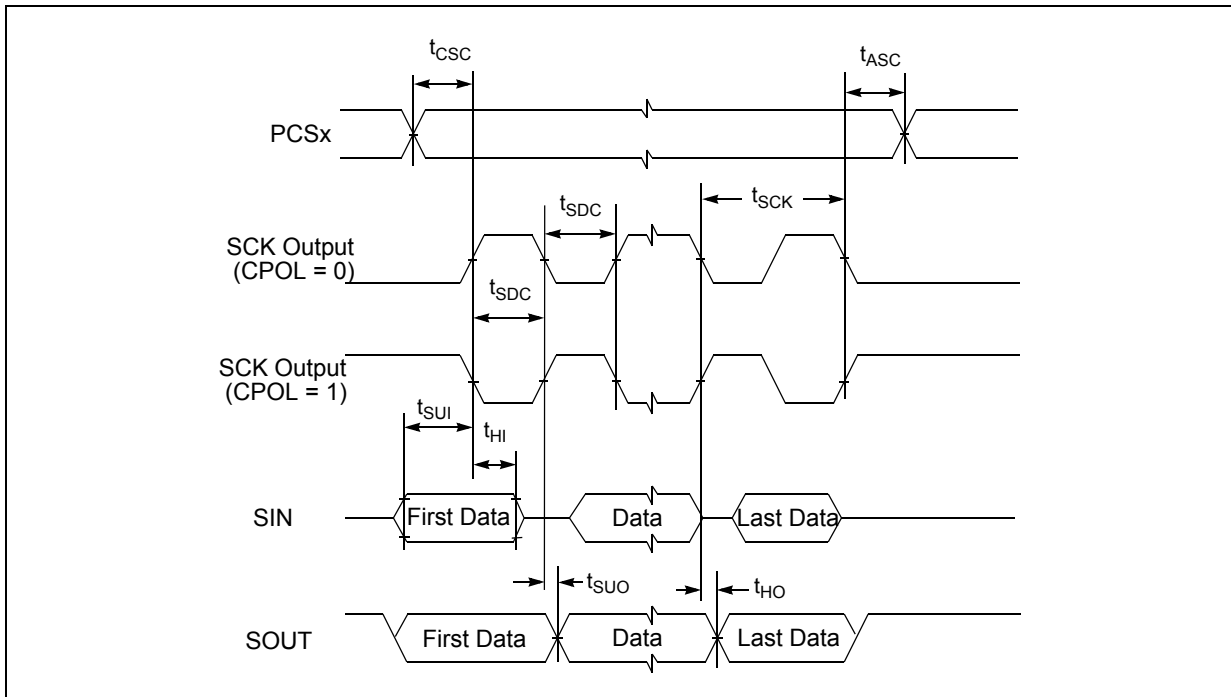 tCSC
tASC
PCSx
tSCK
tSDC
SCK Output
(CPOL = 0)
tSDC
SCK Output
(CPOL = 1)
tSUI
tHI
SIN
First Data
Data
Last Data
tSUO
tHO
SOUT
First Data
Data
Last Data